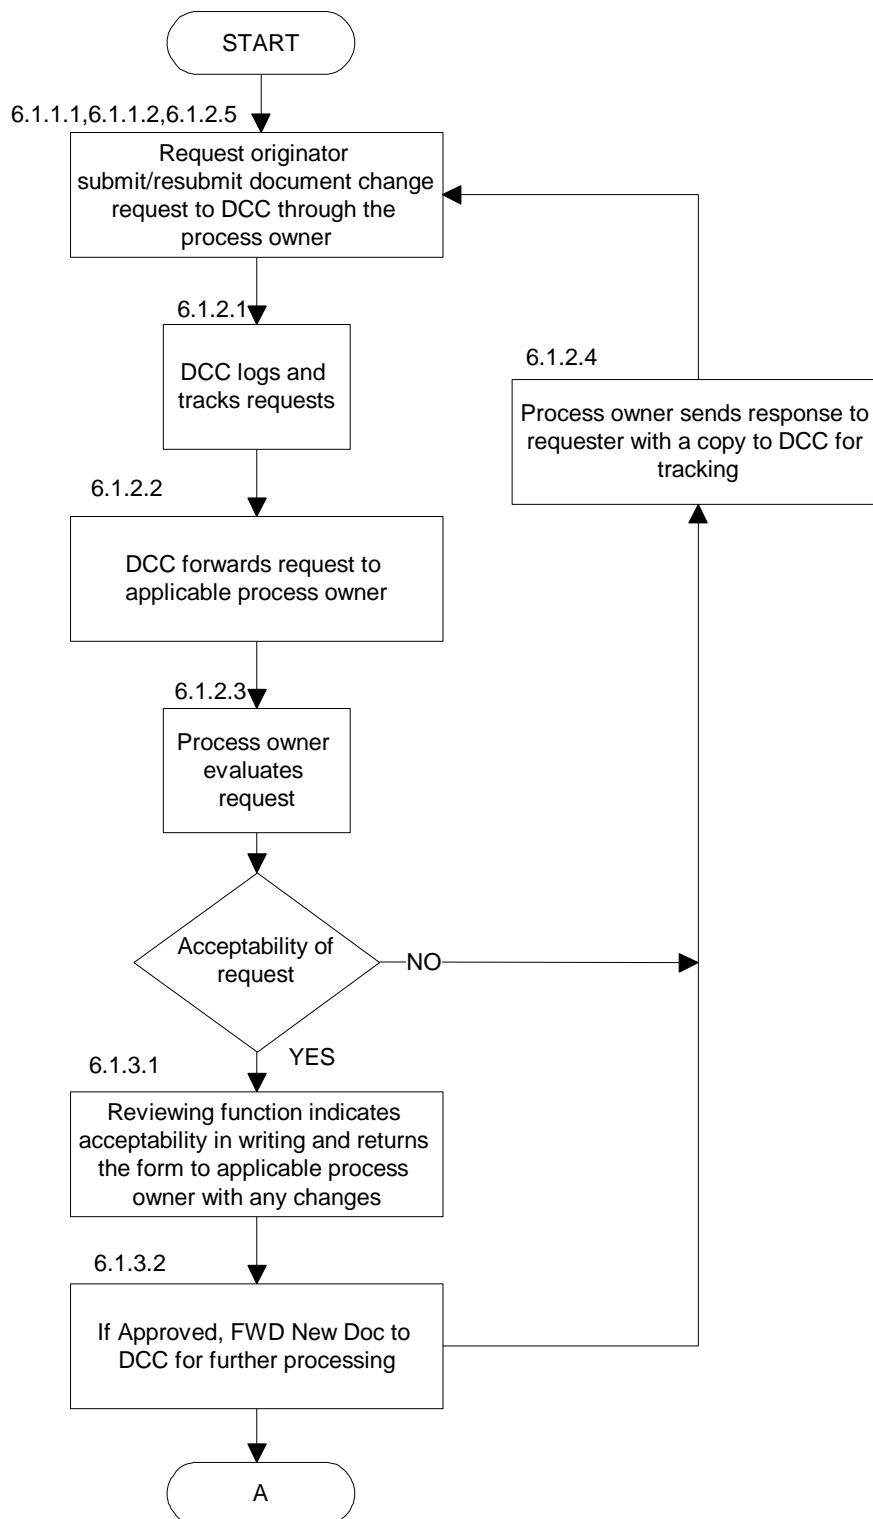 START
6.1.1.1,6.1.1.2,6.1.2.5
Request originator
submit/resubmit document change
request to DCC through the
process owner
6.1.2.1
DCC logs and
tracks requests
6.1.2.4
Process owner sends response to
requester with a copy to DCC for
tracking
6.1.2.2
DCC forwards request to
applicable process owner
6.1.2.3
Process owner
evaluates
request
Acceptability of
request
NO
YES
6.1.3.1
Reviewing function indicates
acceptability in writing and returns
the form to applicable process
owner with any changes
6.1.3.2
If Approved, FWD New Doc to
DCC for further processing
A